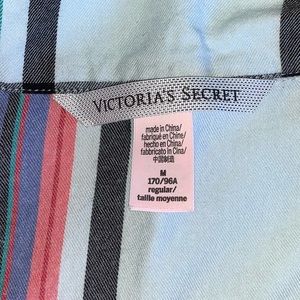 VICTORIA'S SECRET
made in China/
fabriqué en Chine/
hecho en China/
fabbricato in Cina/
中国制造
M
170/96A
regular/
taille moyenne